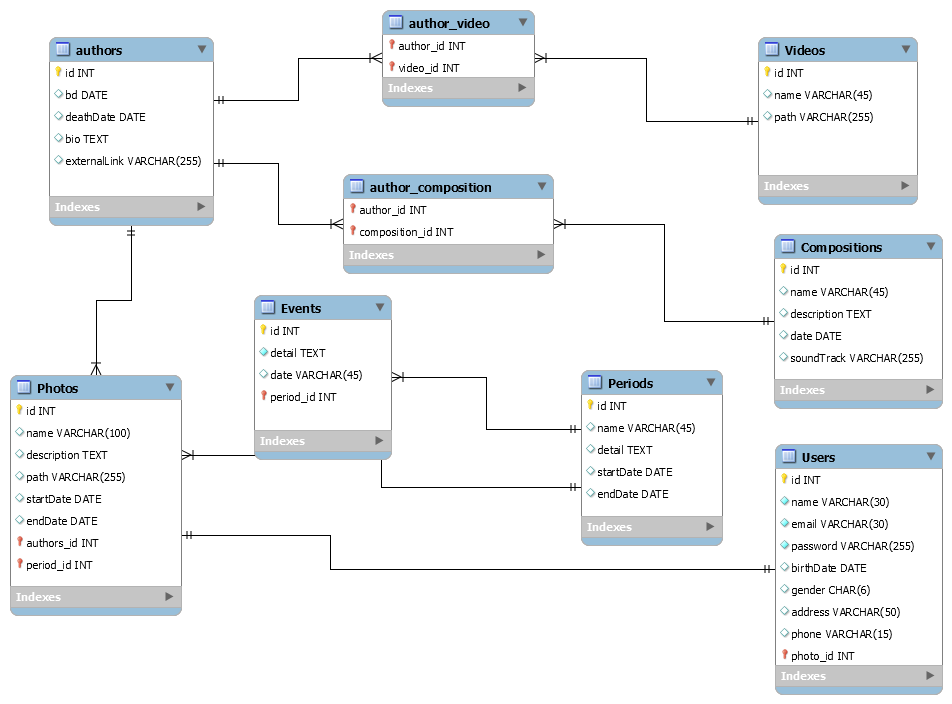 author_video
author_id INT
video_id INT
Indexes
authors
id INT
bd DATE
deathDate DATE
bio TEXT
externalLink VARCHAR(255)
Indexes
Videos
id INT
name VARCHAR(45)
path VARCHAR(255)
Indexes
author_composition
author_id INT
composition_id INT
Indexes
Compositions
id INT
name VARCHAR(45)
description TEXT
date DATE
soundTrack VARCHAR(255)
Indexes
Events
id INT
detail TEXT
date VARCHAR(45)
period_id INT
Indexes
Photos
id INT
name VARCHAR(100)
description TEXT
path VARCHAR(255)
startDate DATE
endDate DATE
authors_id INT
period_id INT
Indexes
Periods
id INT
name VARCHAR(45)
detail TEXT
startDate DATE
endDate DATE
Indexes
Users
id INT
name VARCHAR(30)
email VARCHAR(30)
password VARCHAR(255)
birthDate DATE
gender CHAR(6)
address VARCHAR(50)
phone VARCHAR(15)
photo_id INT
Indexes